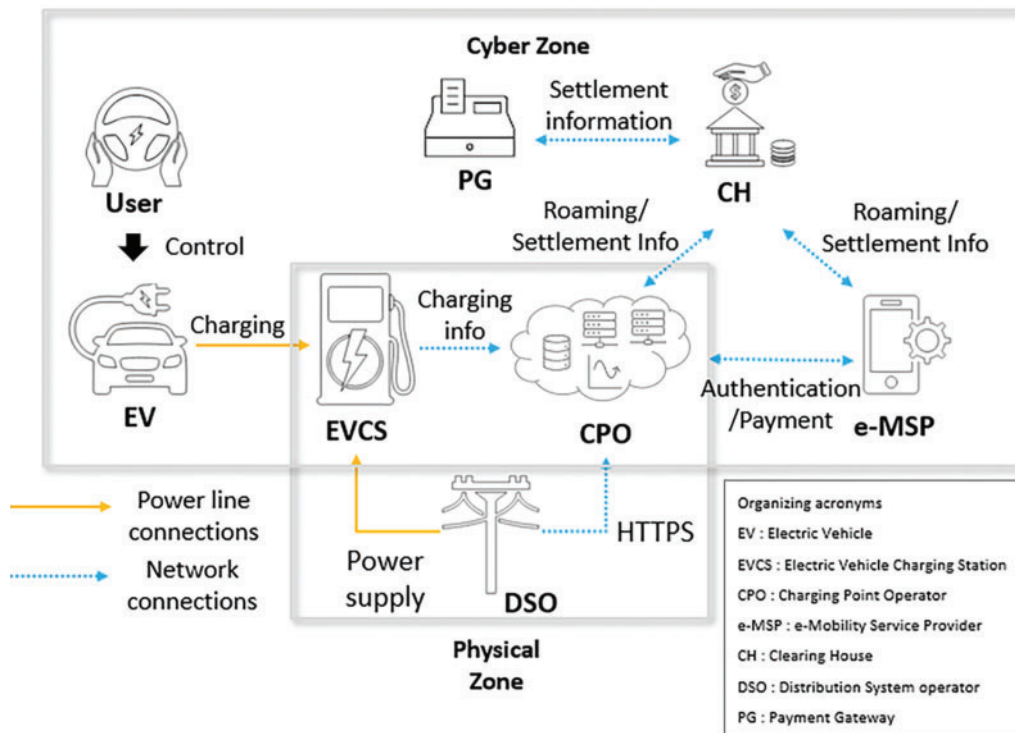 Cyber Zone
Settlement
information
PG
CH
User
Control
Roaming/
Settlement Info
Roaming/
Settlement Info
Charging
Charging
info
EV
EVCS
CPO
Authentication
/Payment
e-MSP
Power line
connections
Network
connections
Power
supply
HTTPS
DSO
Physical
Zone
Organizing acronyms
EV : Electric Vehicle
EVCS : Electric Vehicle Charging Station
CPO : Charging Point Operator
e-MSP : e-Mobility Service Provider
CH : Clearing House
DSO : Distribution System operator
PG : Payment Gateway